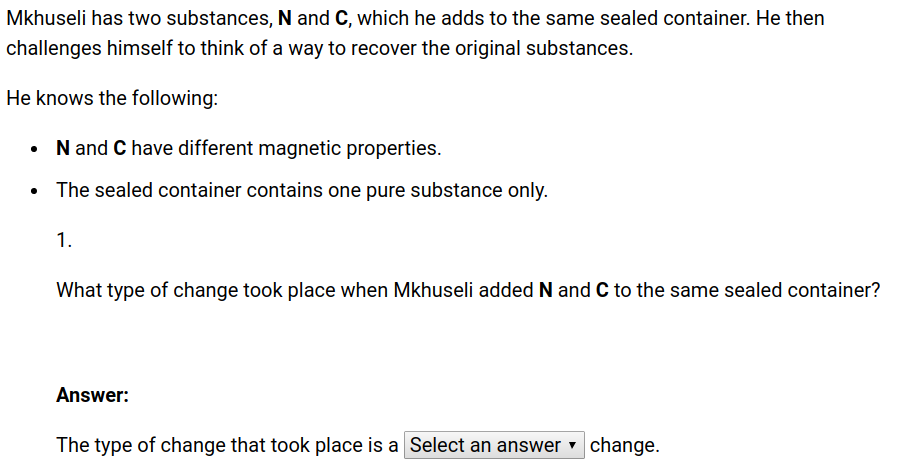 Mkhuseli has two substances, N and C, which he adds to the same sealed container. He then
challenges himself to think of a way to recover the original substances.
He knows the following:
• N and C have different magnetic properties.
• The sealed container contains one pure substance only.
1.
What type of change took place when Mkhuseli added N and C to the same sealed container?
Answer:
The type of change that took place is a Select an answer ▾ change.